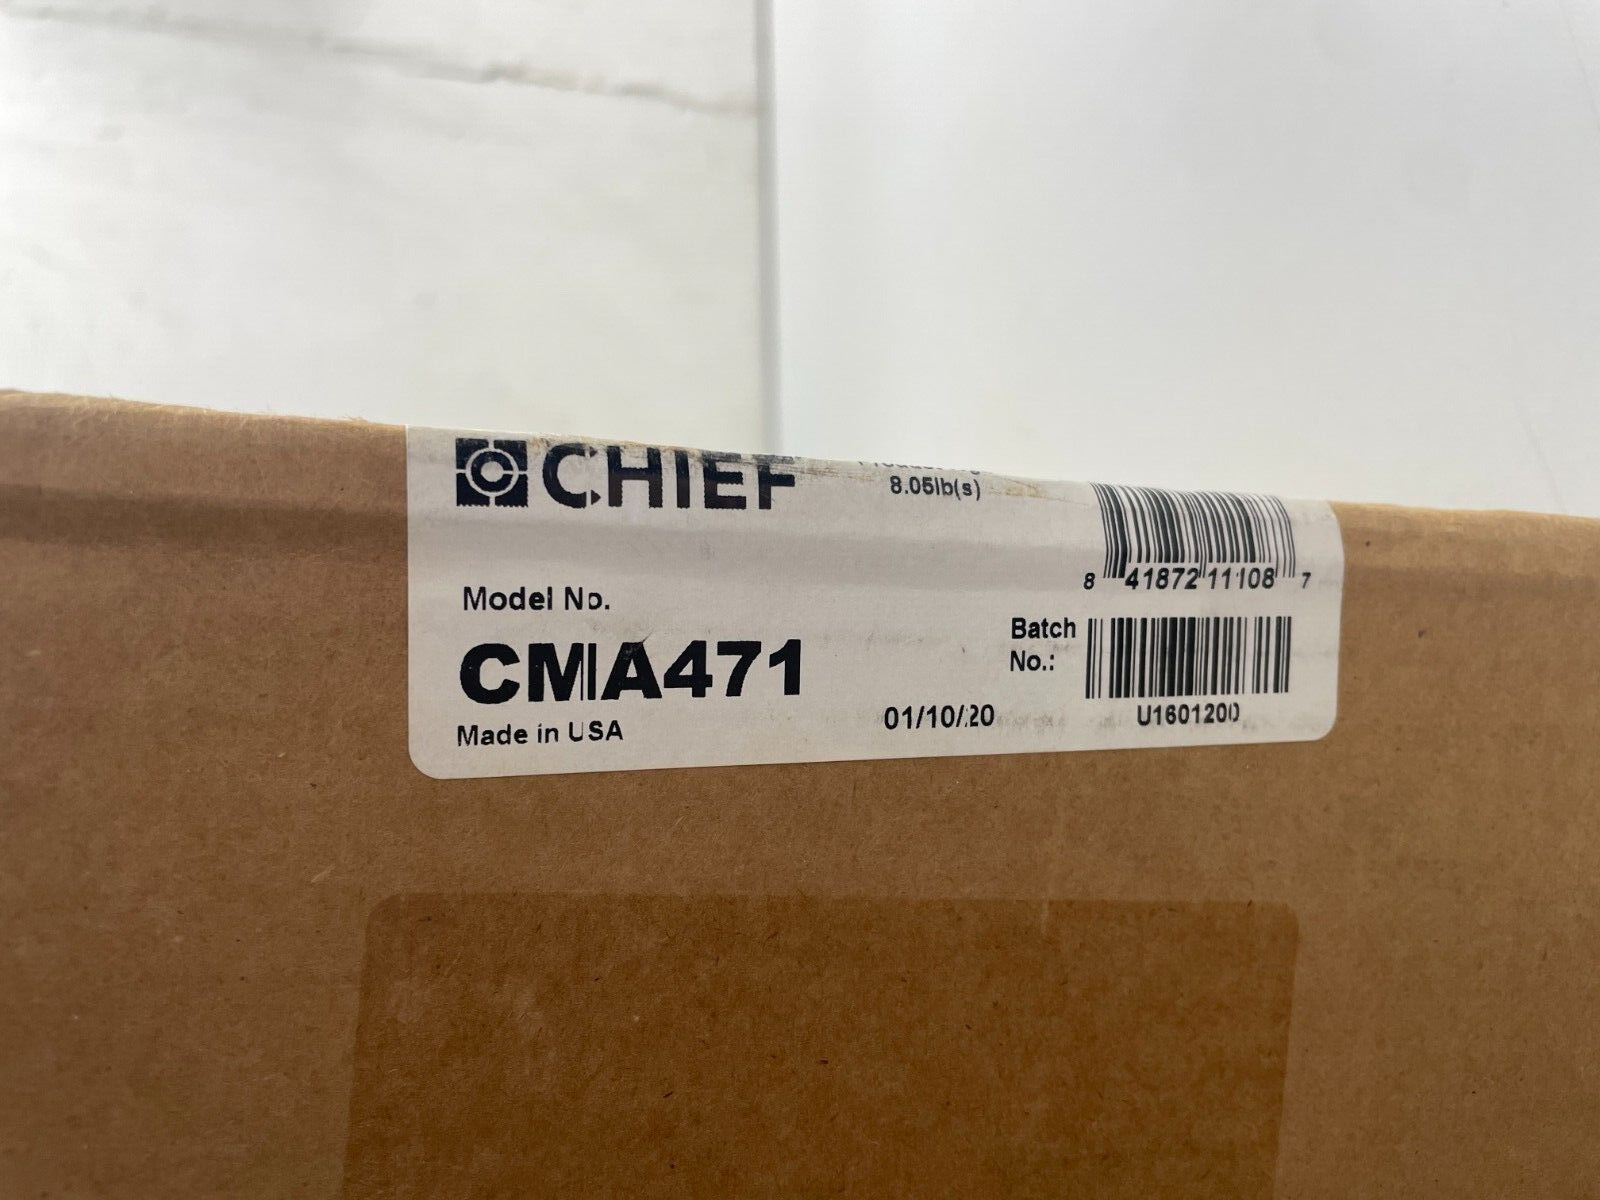 CHIEF
8.05lb(s)
8 41872 11108 7
Model No.
CMA471
Made in USA
Batch
No.:
01/10/20
U1601200